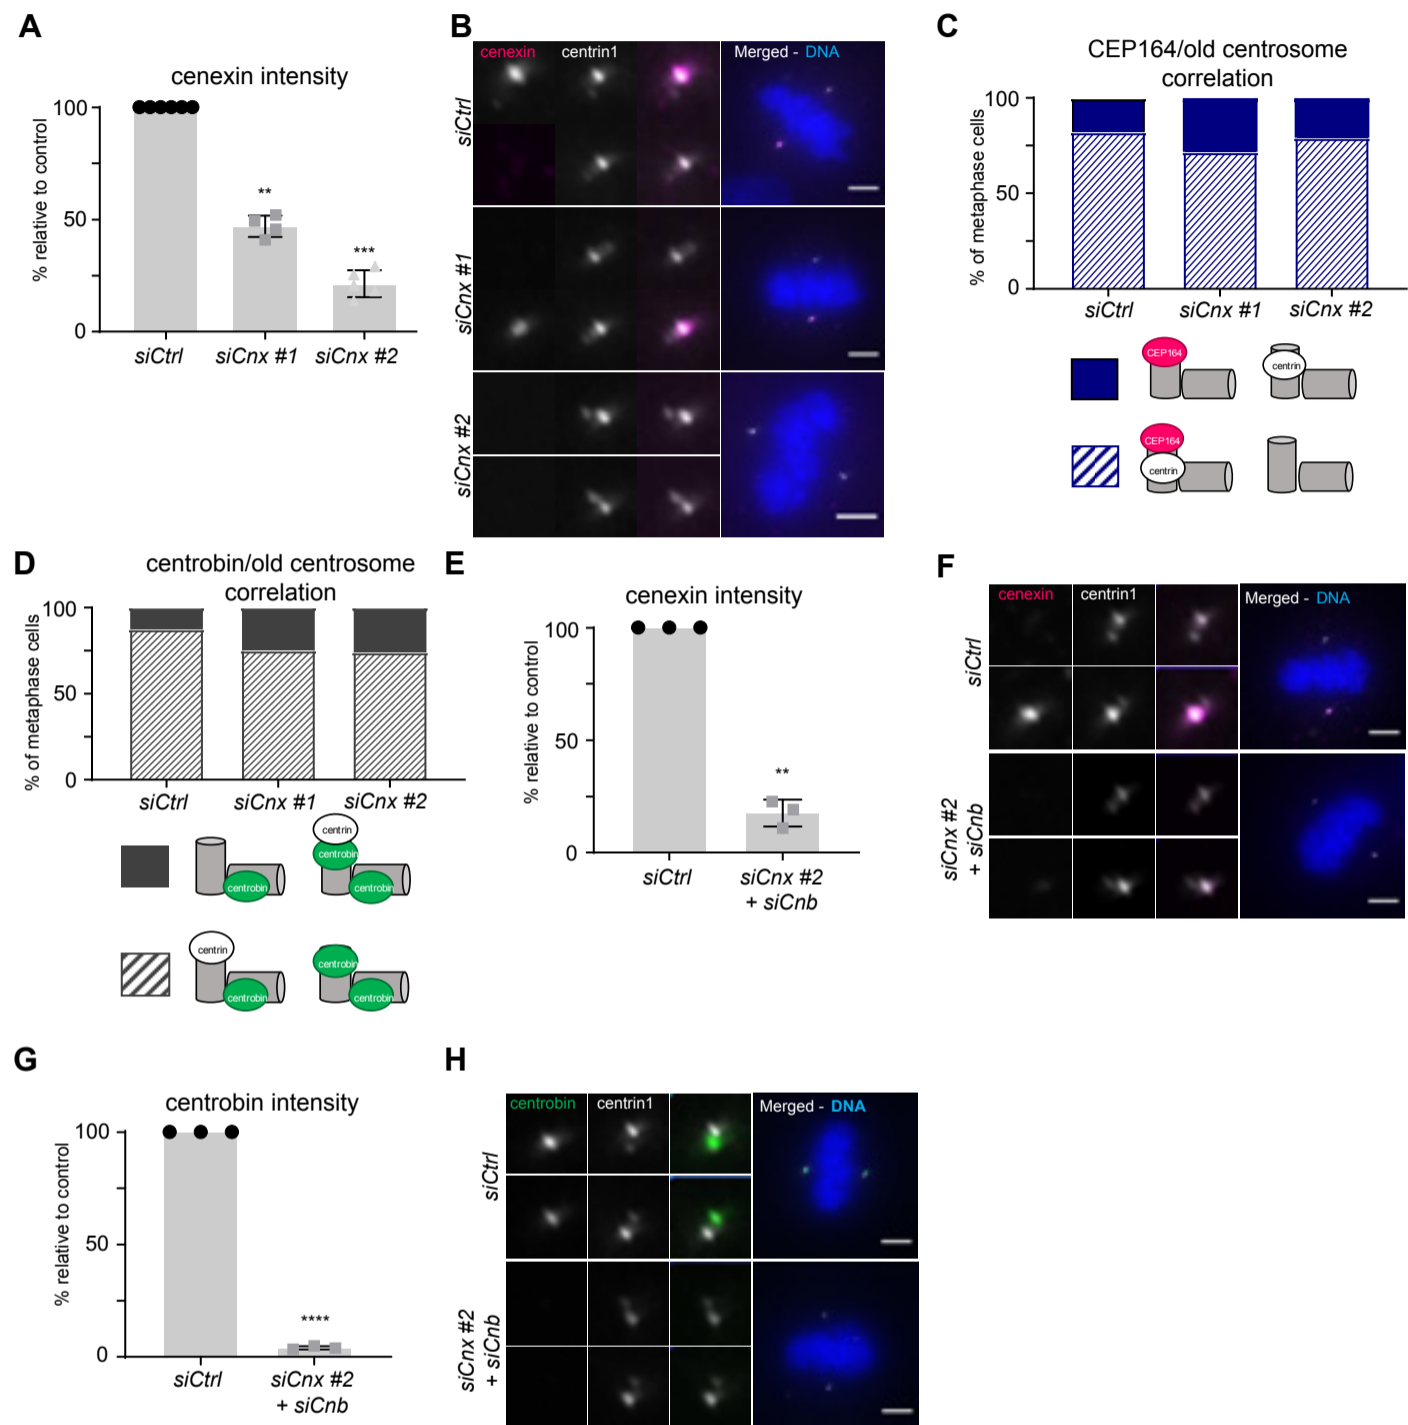 A
cenexin intensity
% relative to control
100
50
0
**
***
siCtrl
siCnx #1
siCnx #2
B
cenexin
centrin1
Merged - DNA
siCtrl
siCnx #1
siCnx #2
C
CEP164/old centrosome
correlation
% of metaphase cells
100
50
0
siCtrl
siCnx #1
siCnx #2
CEP164
centrin
CEP164
centrin
D
centrobin/old centrosome
correlation
% of metaphase cells
100
50
0
siCtrl
siCnx #1
siCnx #2
centrin
centrobin
centrobin
centrobin
centrin
centrobin
centrobin
centrobin
E
cenexin intensity
% relative to control
100
50
0
**
siCtrl
siCnx #2
+ siCnb
F
cenexin
centrin1
Merged - DNA
siCtrl
siCnx #2
+ siCnb
G
centrobin intensity
% relative to control
100
50
0
****
siCtrl
siCnx #2
+ siCnb
H
centrobin
centrin1
Merged - DNA
siCtrl
siCnx #2
+ siCnb